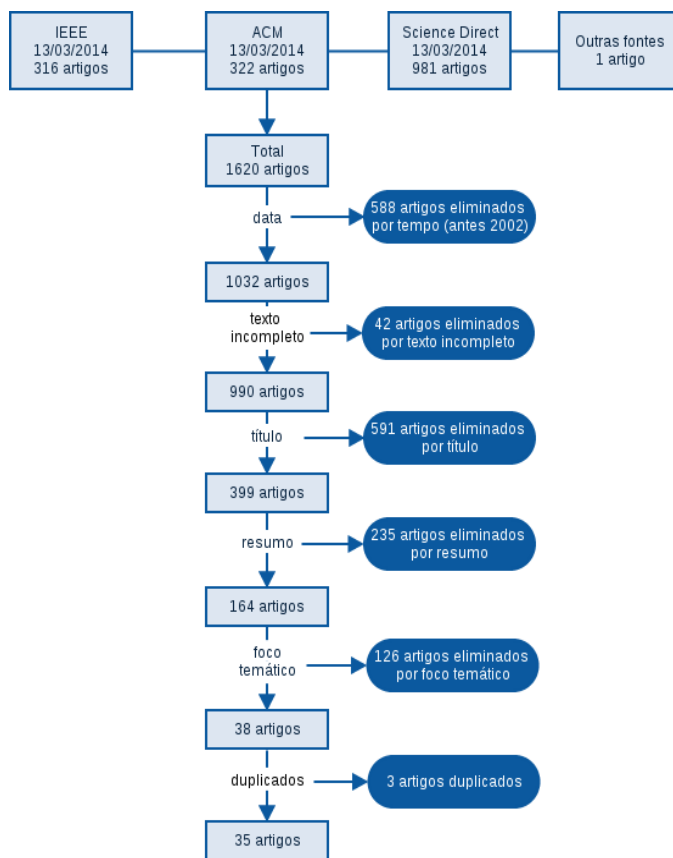 IEEE
13/03/2014
316 artigos
ACM
13/03/2014
322 artigos
Science Direct
13/03/2014
981 artigos
Outras fontes
1 artigo
Total
1620 artigos
data
588 artigos eliminados
por tempo (antes 2002)
1032 artigos
texto
incompleto
42 artigos eliminados
por texto incompleto
990 artigos
título
591 artigos eliminados
por título
399 artigos
resumo
235 artigos eliminados
por resumo
164 artigos
foco
temático
126 artigos eliminados
por foco temático
38 artigos
duplicados
3 artigos duplicados
35 artigos